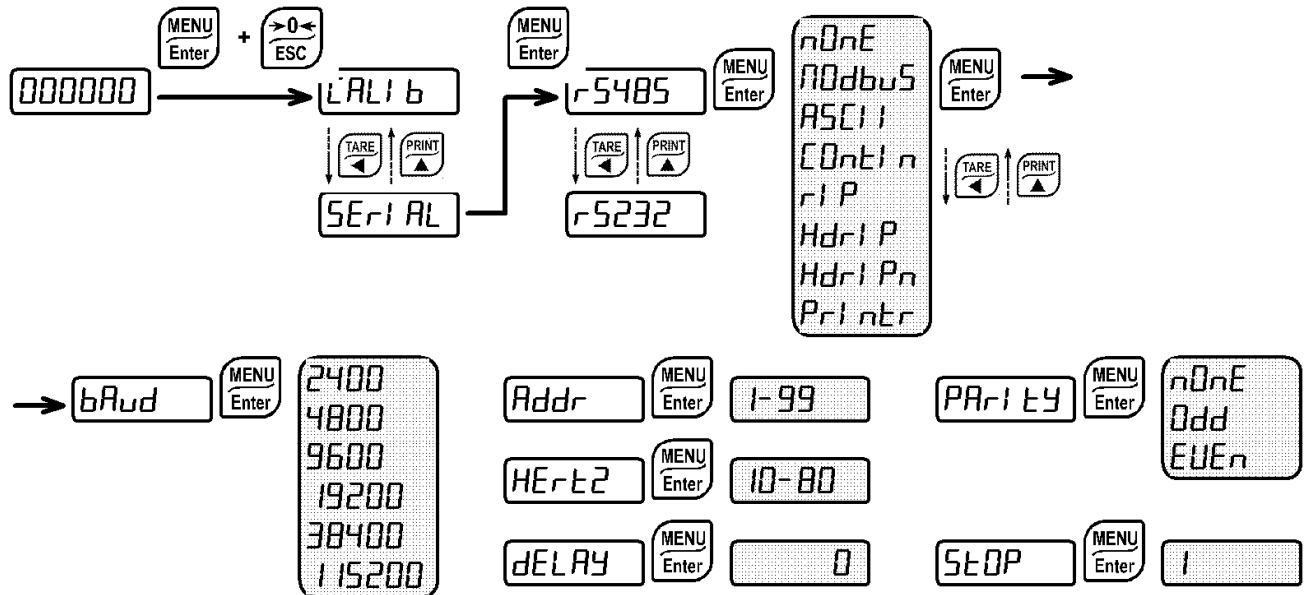 MENU Enter + →0← ESC
MENU Enter
000000
CALIb
rS485
MENU Enter
nOnE
MOdbuS
ASCII
COntIn
rIP
HdrIP
HdrIPn
PrIntr
MENU Enter
TARE PRINT
TARE PRINT
TARE PRINT
SErIAL
rS232
bAud
MENU Enter
2400
4800
9600
19200
38400
115200
Addr
MENU Enter
1-99
HErtZ
MENU Enter
10-80
dELAY
MENU Enter
0
PArItY
MENU Enter
nOnE
Odd
EVEn
StOP
MENU Enter
1